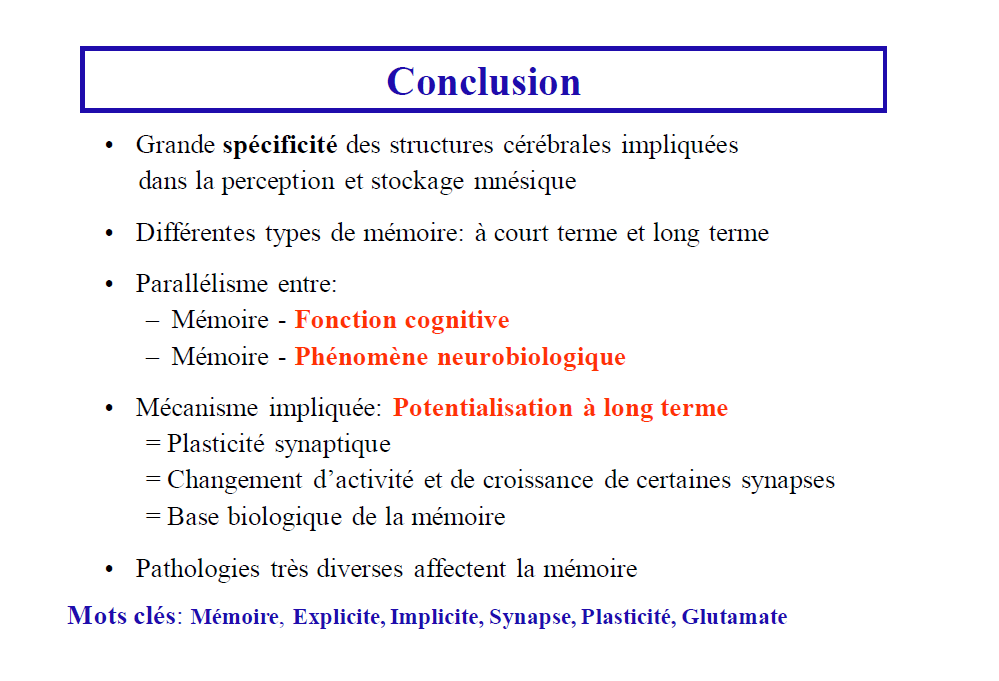 Conclusion
• Grande spécificité des structures cérébrales impliquées
dans la perception et stockage mnésique
• Différentes types de mémoire: à court terme et long terme
• Parallélisme entre:
– Mémoire - Fonction cognitive
– Mémoire - Phénomène neurobiologique
• Mécanisme impliquée: Potentialisation à long terme
= Plasticité synaptique
= Changement d’activité et de croissance de certaines synapses
= Base biologique de la mémoire
• Pathologies très diverses affectent la mémoire
Mots clés: Mémoire, Explicite, Implicite, Synapse, Plasticité, Glutamate